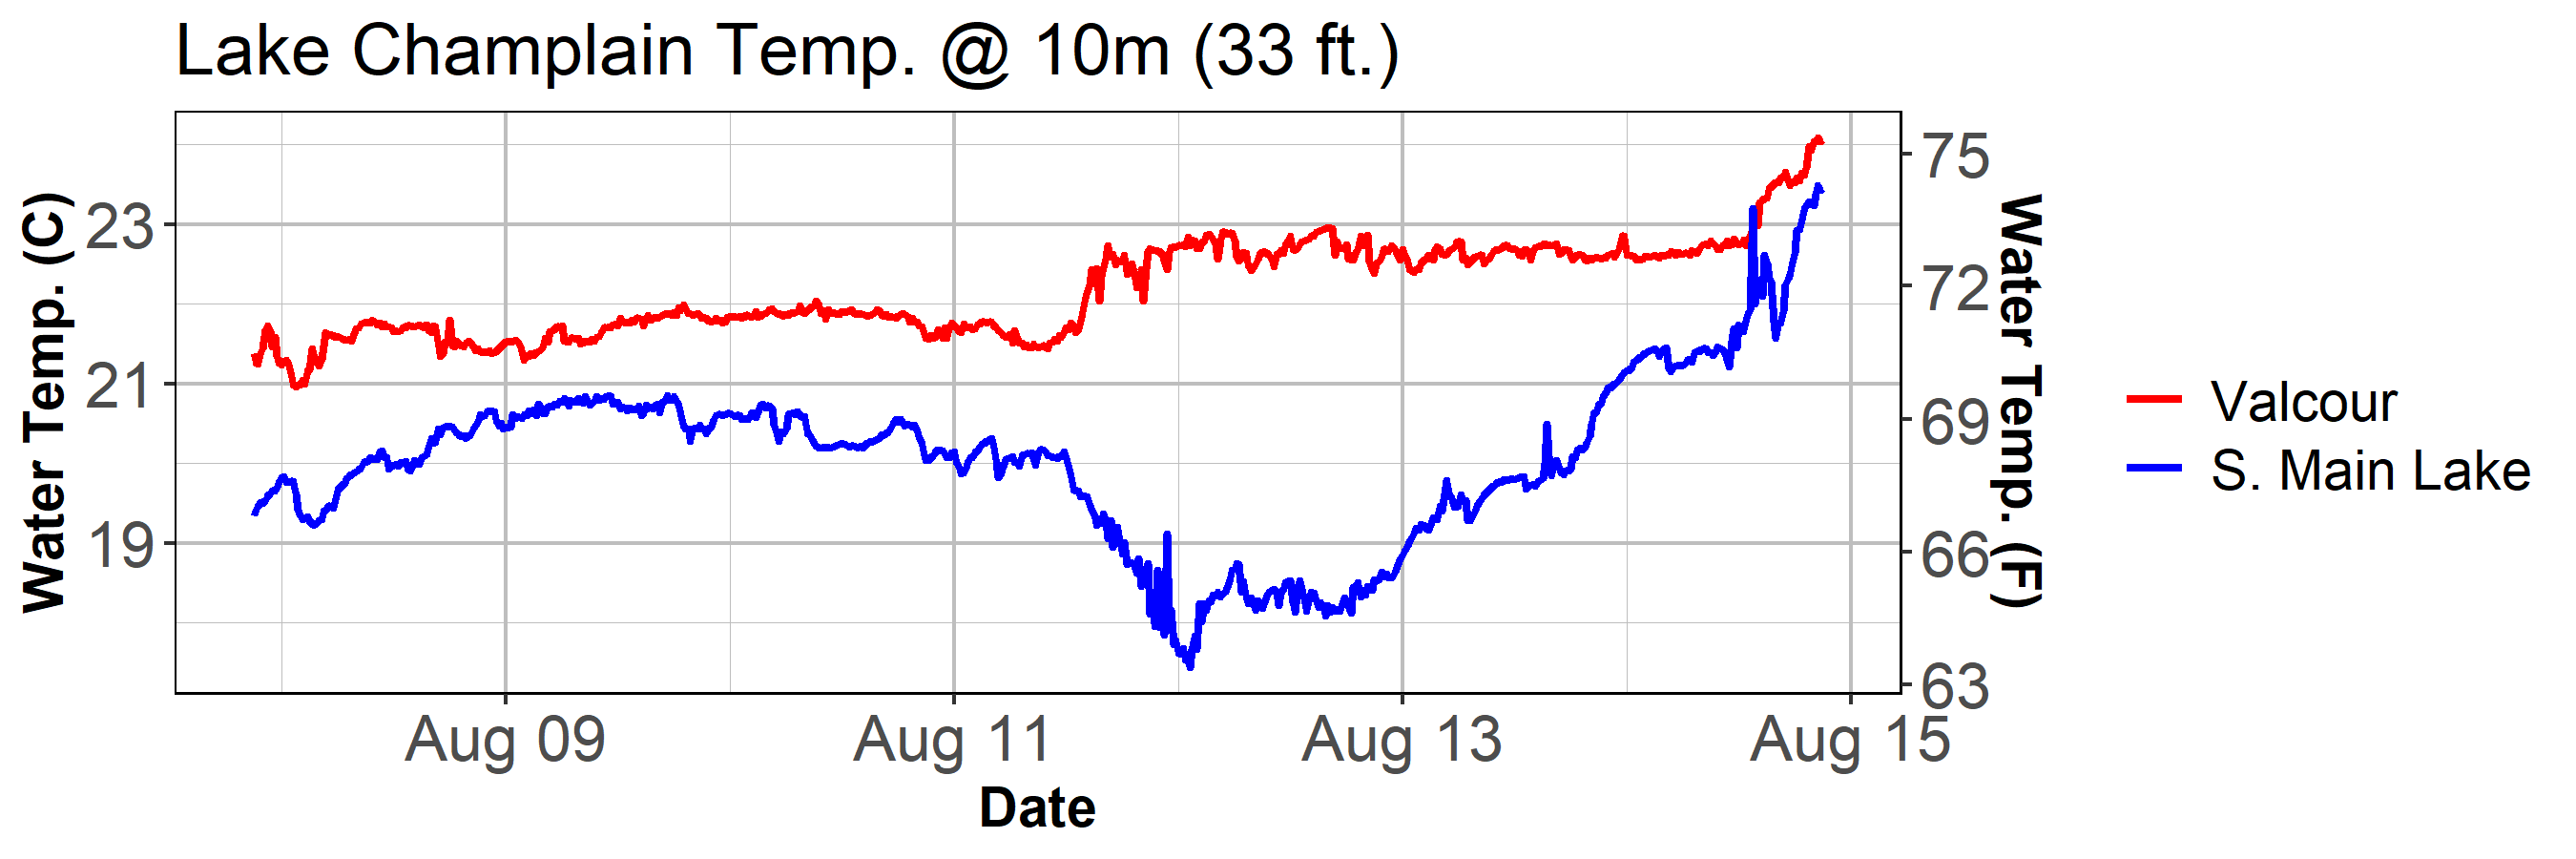 Lake Champlain Temp. @ 10m (33 ft.)
Water Temp. (C)
23
21
19
75
72
69
66
63
Water Temp. (F)
Aug 09
Aug 11
Aug 13
Aug 15
Date
Valcour
S. Main Lake